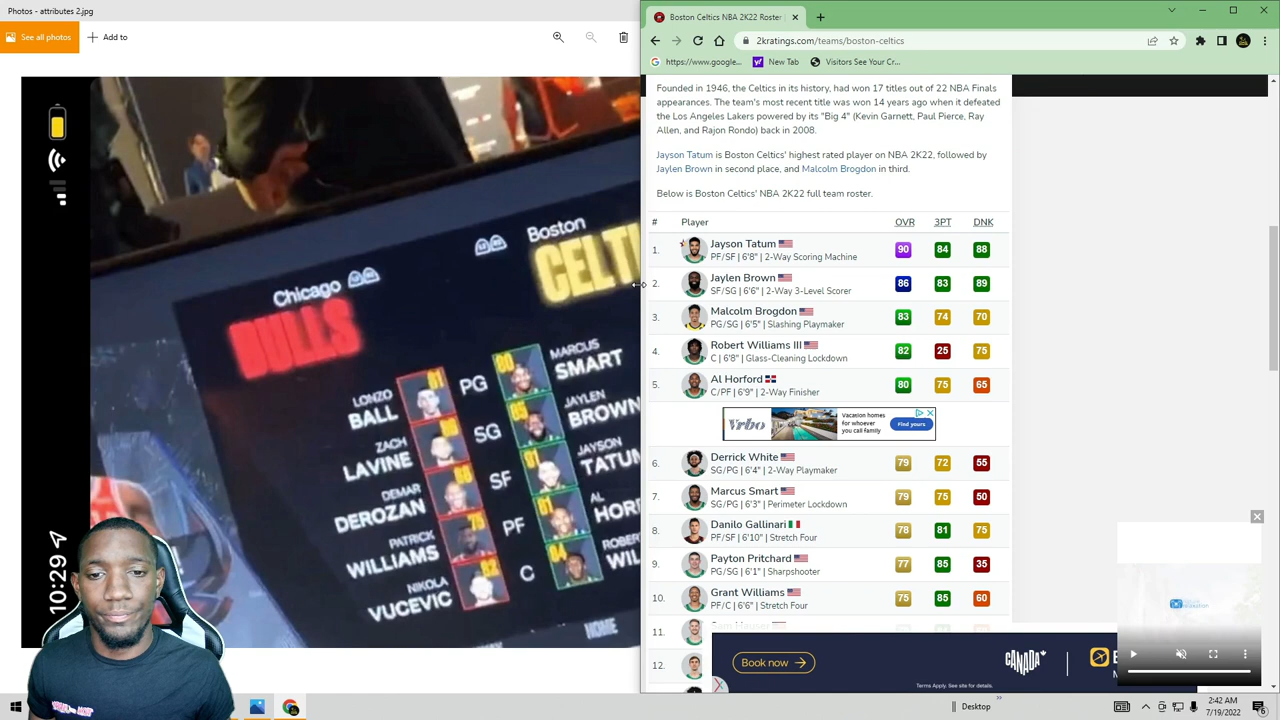 Photos - attributes 2.jpg
See all photos
Add to
10:29
Chicago
BULLS
Boston
LONZO
BALL
PG
MARCUS
SMART
ZACH
LAVINE
SG
JAYLEN
BROWN
DEMAR
DEROZAN
SF
JAYSON
TATUM
PATRICK
WILLIAMS
PF
AL
NIKOLA
VUCEVIC
C
HOME
Boston Celtics NBA 2K22 Roster
2kratings.com/teams/boston-celtics
https://www.google...
New Tab
Visitors See Your Cr...
Founded in 1946, the Celtics in its history, had won 17 titles out of 22 NBA Finals
appearances. The team's most recent title was won 14 years ago when it defeated
the Los Angeles Lakers powered by its "Big 4" (Kevin Garnett, Paul Pierce, Ray
Allen, and Rajon Rondo) back in 2008.
Jayson Tatum is Boston Celtics' highest rated player on NBA 2K22, followed by
Jaylen Brown in second place, and Malcolm Brogdon in third.
Below is Boston Celtics' NBA 2K22 full team roster.
# Player OVR 3PT DNK
1. Jayson Tatum 90 84 88
PF/SF | 6'8" | 2-Way Scoring Machine
2. Jaylen Brown 86 83 89
SF/SG | 6'6" | 2-Way 3-Level Scorer
3. Malcolm Brogdon 83 74 70
PG/SG | 6'5" | Slashing Playmaker
4. Robert Williams III 82 25 75
C | 6'8" | Glass-Cleaning Lockdown
5. Al Horford 80 75 65
C/PF | 6'9" | 2-Way Finisher
Vrbo
Vacation homes
for whoever
you call family
Find yours
6. Derrick White 79 72 55
SG/PG | 6'4" | 2-Way Playmaker
7. Marcus Smart 79 75 50
SG/PG | 6'3" | Perimeter Lockdown
8. Danilo Gallinari 78 81 75
PF/SF | 6'10" | Stretch Four
9. Payton Pritchard 77 85 35
PG/SG | 6'1" | Sharpshooter
10. Grant Williams 75 85 60
PF/C | 6'6" | Stretch Four
11. Sam Hauser
12.
Book now
CANADA
Terms Apply. See site for details.
Desktop
2:42 AM
7/19/2022